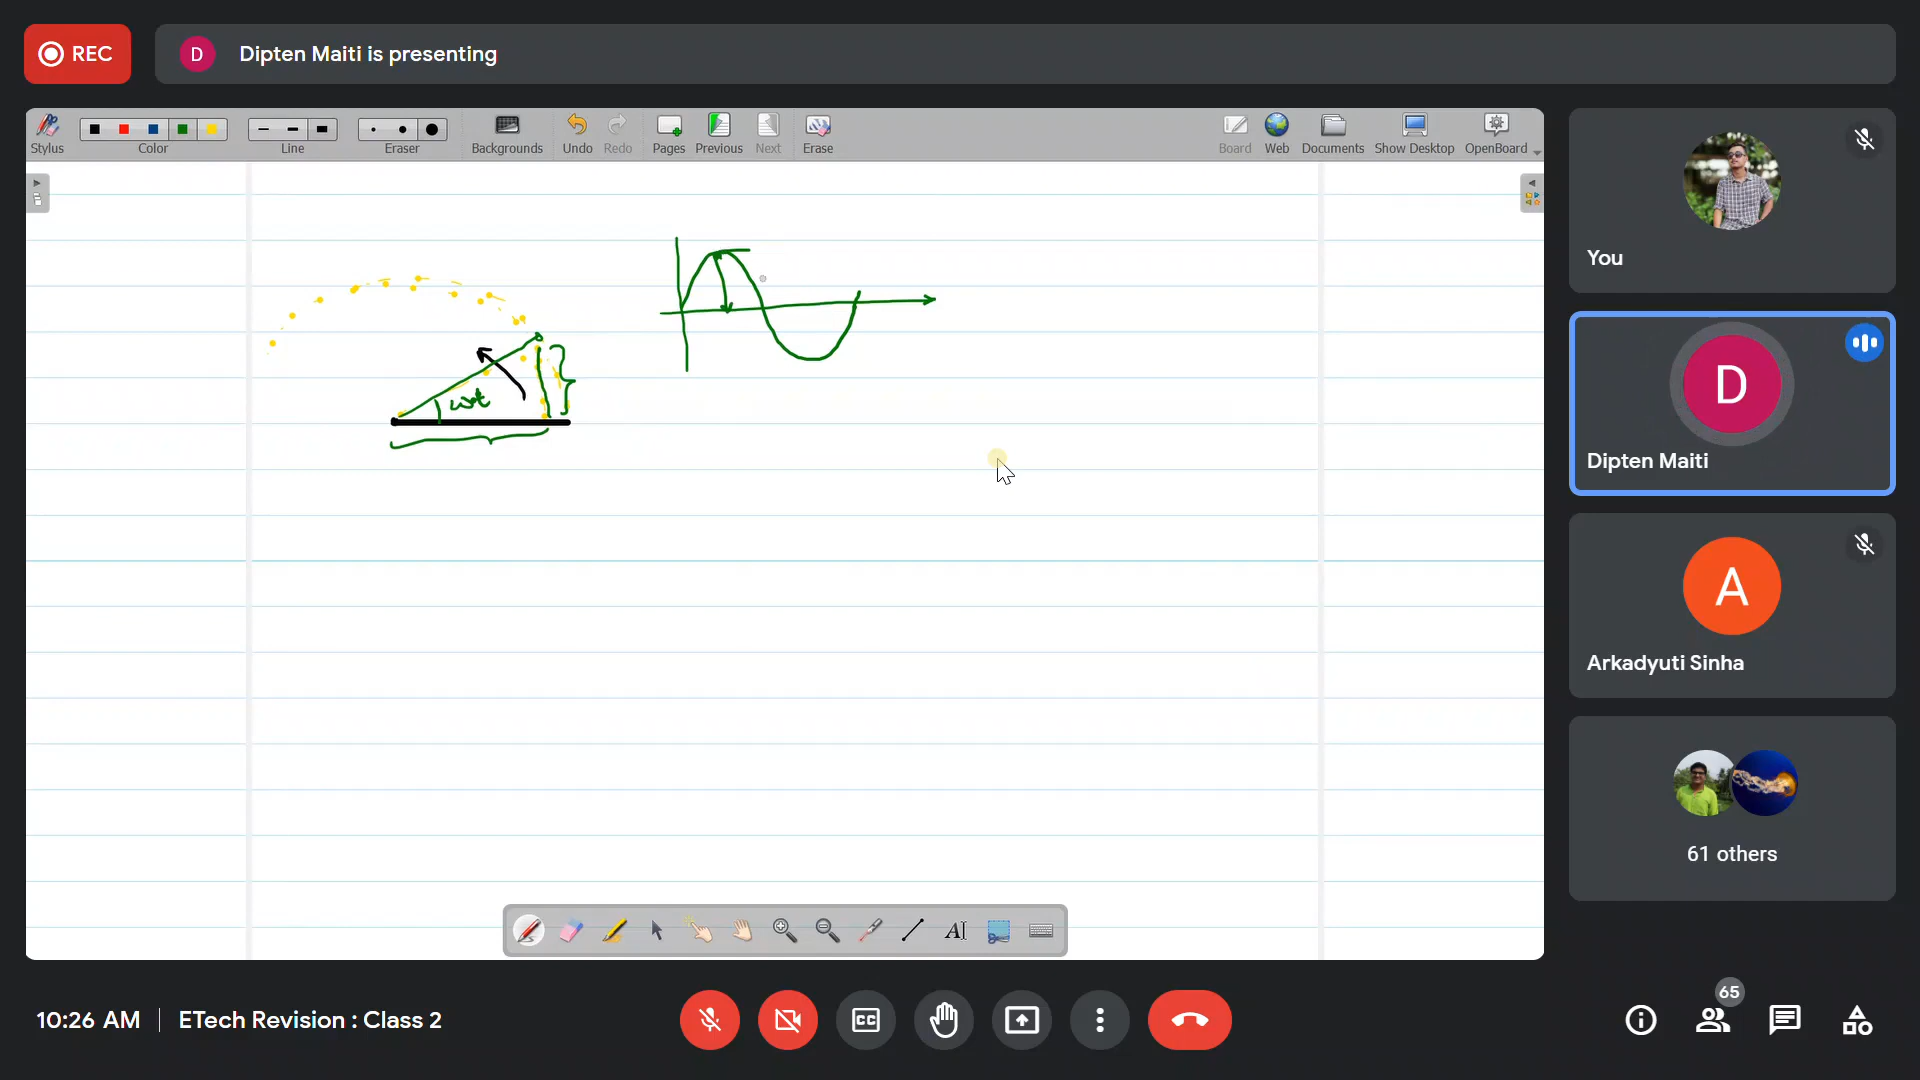 REC
D
Dipten Maiti is presenting
Stylus
Color
Line
Eraser
Backgrounds
Undo
Redo
Pages
Previous
Next
Erase
Board
Web
Documents
Show Desktop
OpenBoard
ωt
AI
You
D
Dipten Maiti
A
Arkadyuti Sinha
61 others
10:26 AM
ETech Revision : Class 2
CC
65